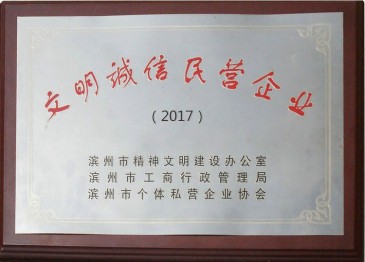 文明誠信民营企业
（2017）
滨州市精神文明建设办公室
滨州市工商行政管理局
滨州市个体私营企业协会